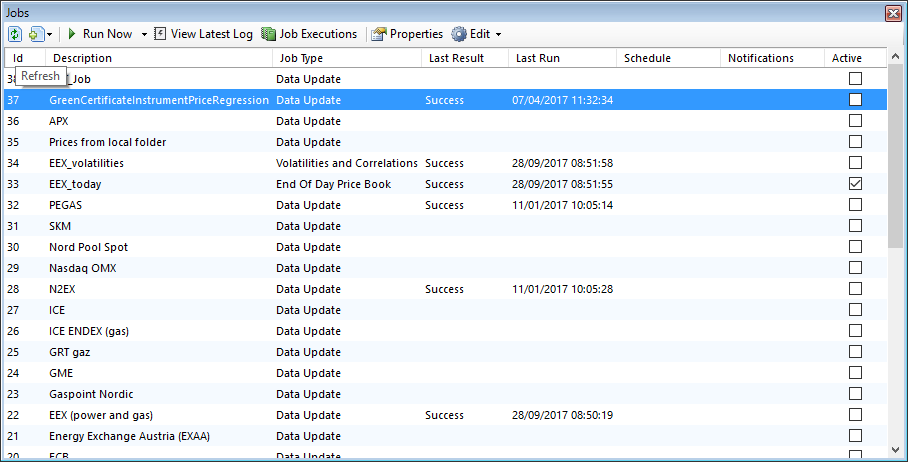 Jobs
Run Now View Latest Log Job Executions Properties Edit
Id Description Job Type Last Result Last Run Schedule Notifications Active
Refresh
_Job Data Update
37 GreenCertificateInstrumentPriceRegression Data Update Success 07/04/2017 11:32:34
36 APX Data Update
35 Prices from local folder Data Update
34 EEX_volatilities Volatilities and Correlations Success 28/09/2017 08:51:58
33 EEX_today End Of Day Price Book Success 28/09/2017 08:51:55
32 PEGAS Data Update Success 11/01/2017 10:05:14
31 SKM Data Update
30 Nord Pool Spot Data Update
29 Nasdaq OMX Data Update
28 N2EX Data Update Success 11/01/2017 10:05:28
27 ICE Data Update
26 ICE ENDEX (gas) Data Update
25 GRT gaz Data Update
24 GME Data Update
23 Gaspoint Nordic Data Update
22 EEX (power and gas) Data Update Success 28/09/2017 08:50:19
21 Energy Exchange Austria (EXAA) Data Update
20 ECB Data Update